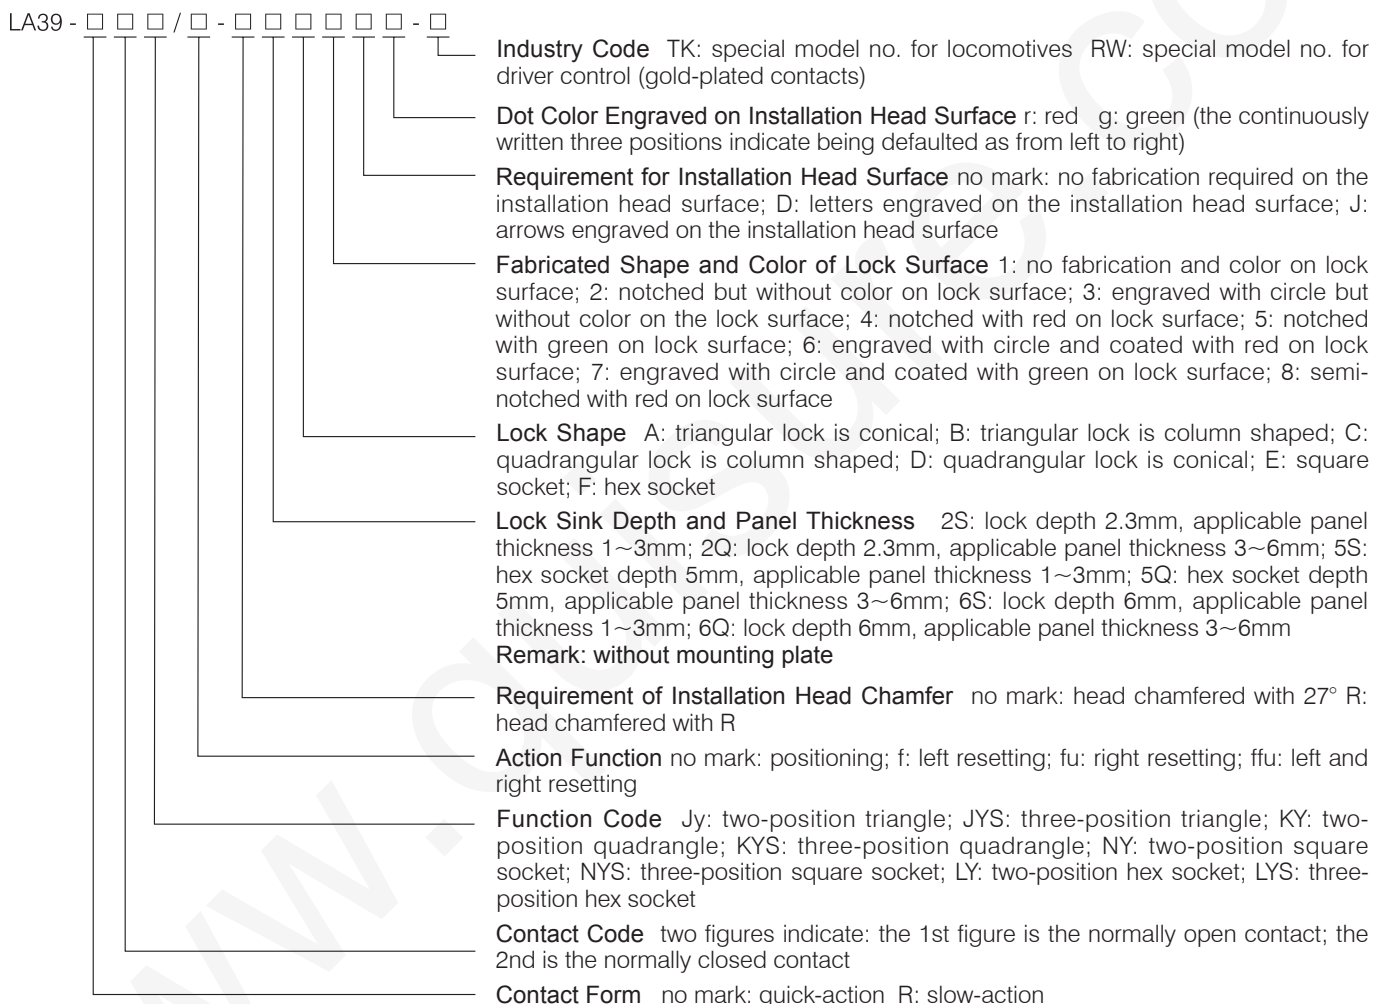 LA39 - □ □ □ / □ - □ □ □ □ □ □ - □
Industry Code TK: special model no. for locomotives RW: special model no. for
driver control (gold-plated contacts)
Dot Color Engraved on Installation Head Surface r: red g: green (the continuously
written three positions indicate being defaulted as from left to right)
Requirement for Installation Head Surface no mark: no fabrication required on the
installation head surface; D: letters engraved on the installation head surface; J:
arrows engraved on the installation head surface
Fabricated Shape and Color of Lock Surface 1: no fabrication and color on lock
surface; 2: notched but without color on lock surface; 3: engraved with circle but
without color on the lock surface; 4: notched with red on lock surface; 5: notched
with green on lock surface; 6: engraved with circle and coated with red on lock
surface; 7: engraved with circle and coated with green on lock surface; 8: semi-
notched with red on lock surface
Lock Shape A: triangular lock is conical; B: triangular lock is column shaped; C:
quadrangular lock is column shaped; D: quadrangular lock is conical; E: square
socket; F: hex socket
Lock Sink Depth and Panel Thickness 2S: lock depth 2.3mm, applicable panel
thickness 1~3mm; 2Q: lock depth 2.3mm, applicable panel thickness 3~6mm; 5S:
hex socket depth 5mm, applicable panel thickness 1~3mm; 5Q: hex socket depth
5mm, applicable panel thickness 3~6mm; 6S: lock depth 6mm, applicable panel
thickness 1~3mm; 6Q: lock depth 6mm, applicable panel thickness 3~6mm
Remark: without mounting plate
Requirement of Installation Head Chamfer no mark: head chamfered with 27° R:
head chamfered with R
Action Function no mark: positioning; f: left resetting; fu: right resetting; ffu: left and
right resetting
Function Code Jy: two-position triangle; JYS: three-position triangle; KY: two-
position quadrangle; KYS: three-position quadrangle; NY: two-position square
socket; NYS: three-position square socket; LY: two-position hex socket; LYS: three-
position hex socket
Contact Code two figures indicate: the 1st figure is the normally open contact; the
2nd is the normally closed contact
Contact Form no mark: quick-action R: slow-action